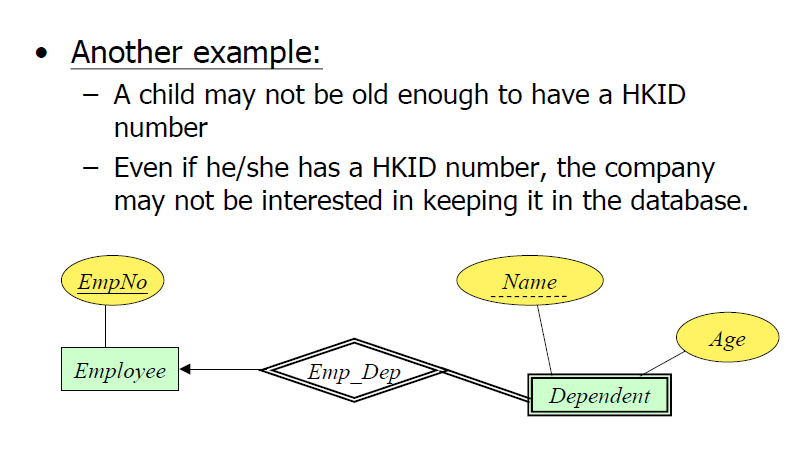 • Another example:
– A child may not be old enough to have a HKID
number
– Even if he/she has a HKID number, the company
may not be interested in keeping it in the database.
EmpNo
Name
Age
Employee
Emp_Dep
Dependent